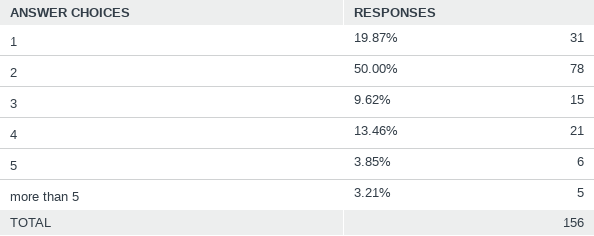 ANSWER CHOICES RESPONSES
1 19.87% 31
2 50.00% 78
3 9.62% 15
4 13.46% 21
5 3.85% 6
more than 5 3.21% 5
TOTAL 156